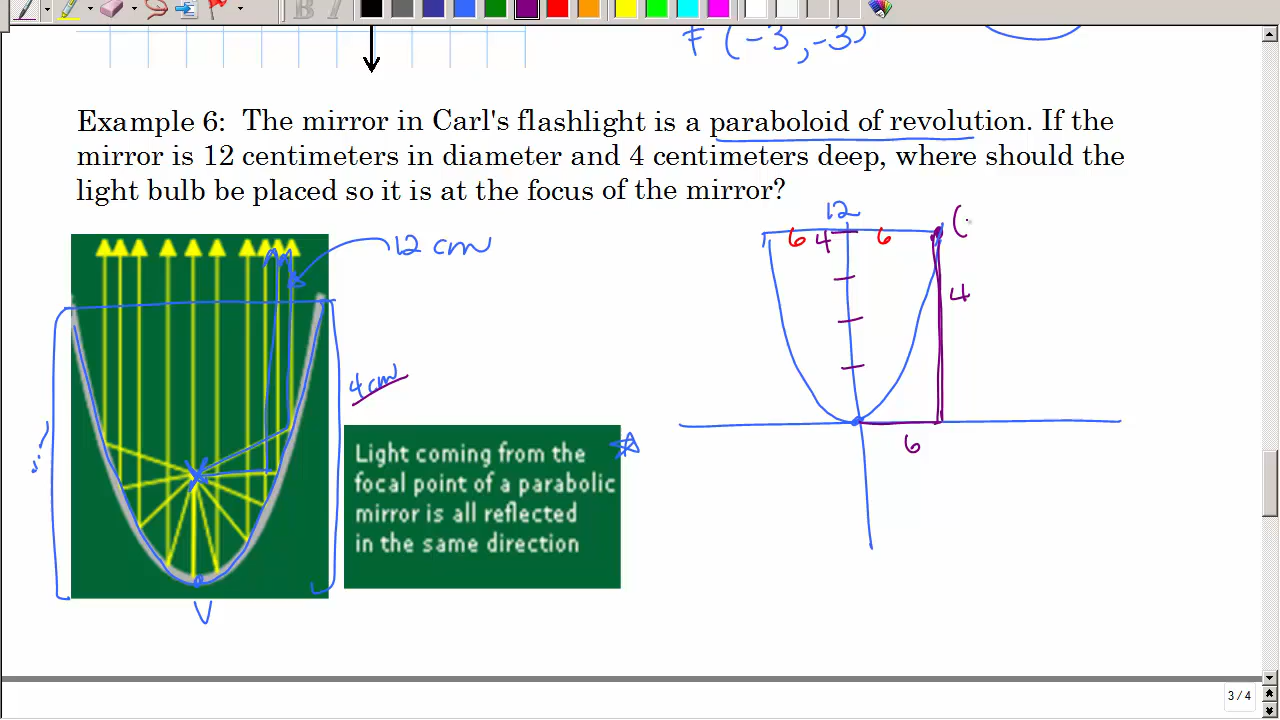 F (-3, -3)
Example 6: The mirror in Carl's flashlight is a paraboloid of revolution. If the
mirror is 12 centimeters in diameter and 4 centimeters deep, where should the
light bulb be placed so it is at the focus of the mirror?
12
6 4 6 (
12 cm
4
4 cm
6
Light coming from the
focal point of a parabolic
mirror is all reflected
in the same direction
V
3 / 4